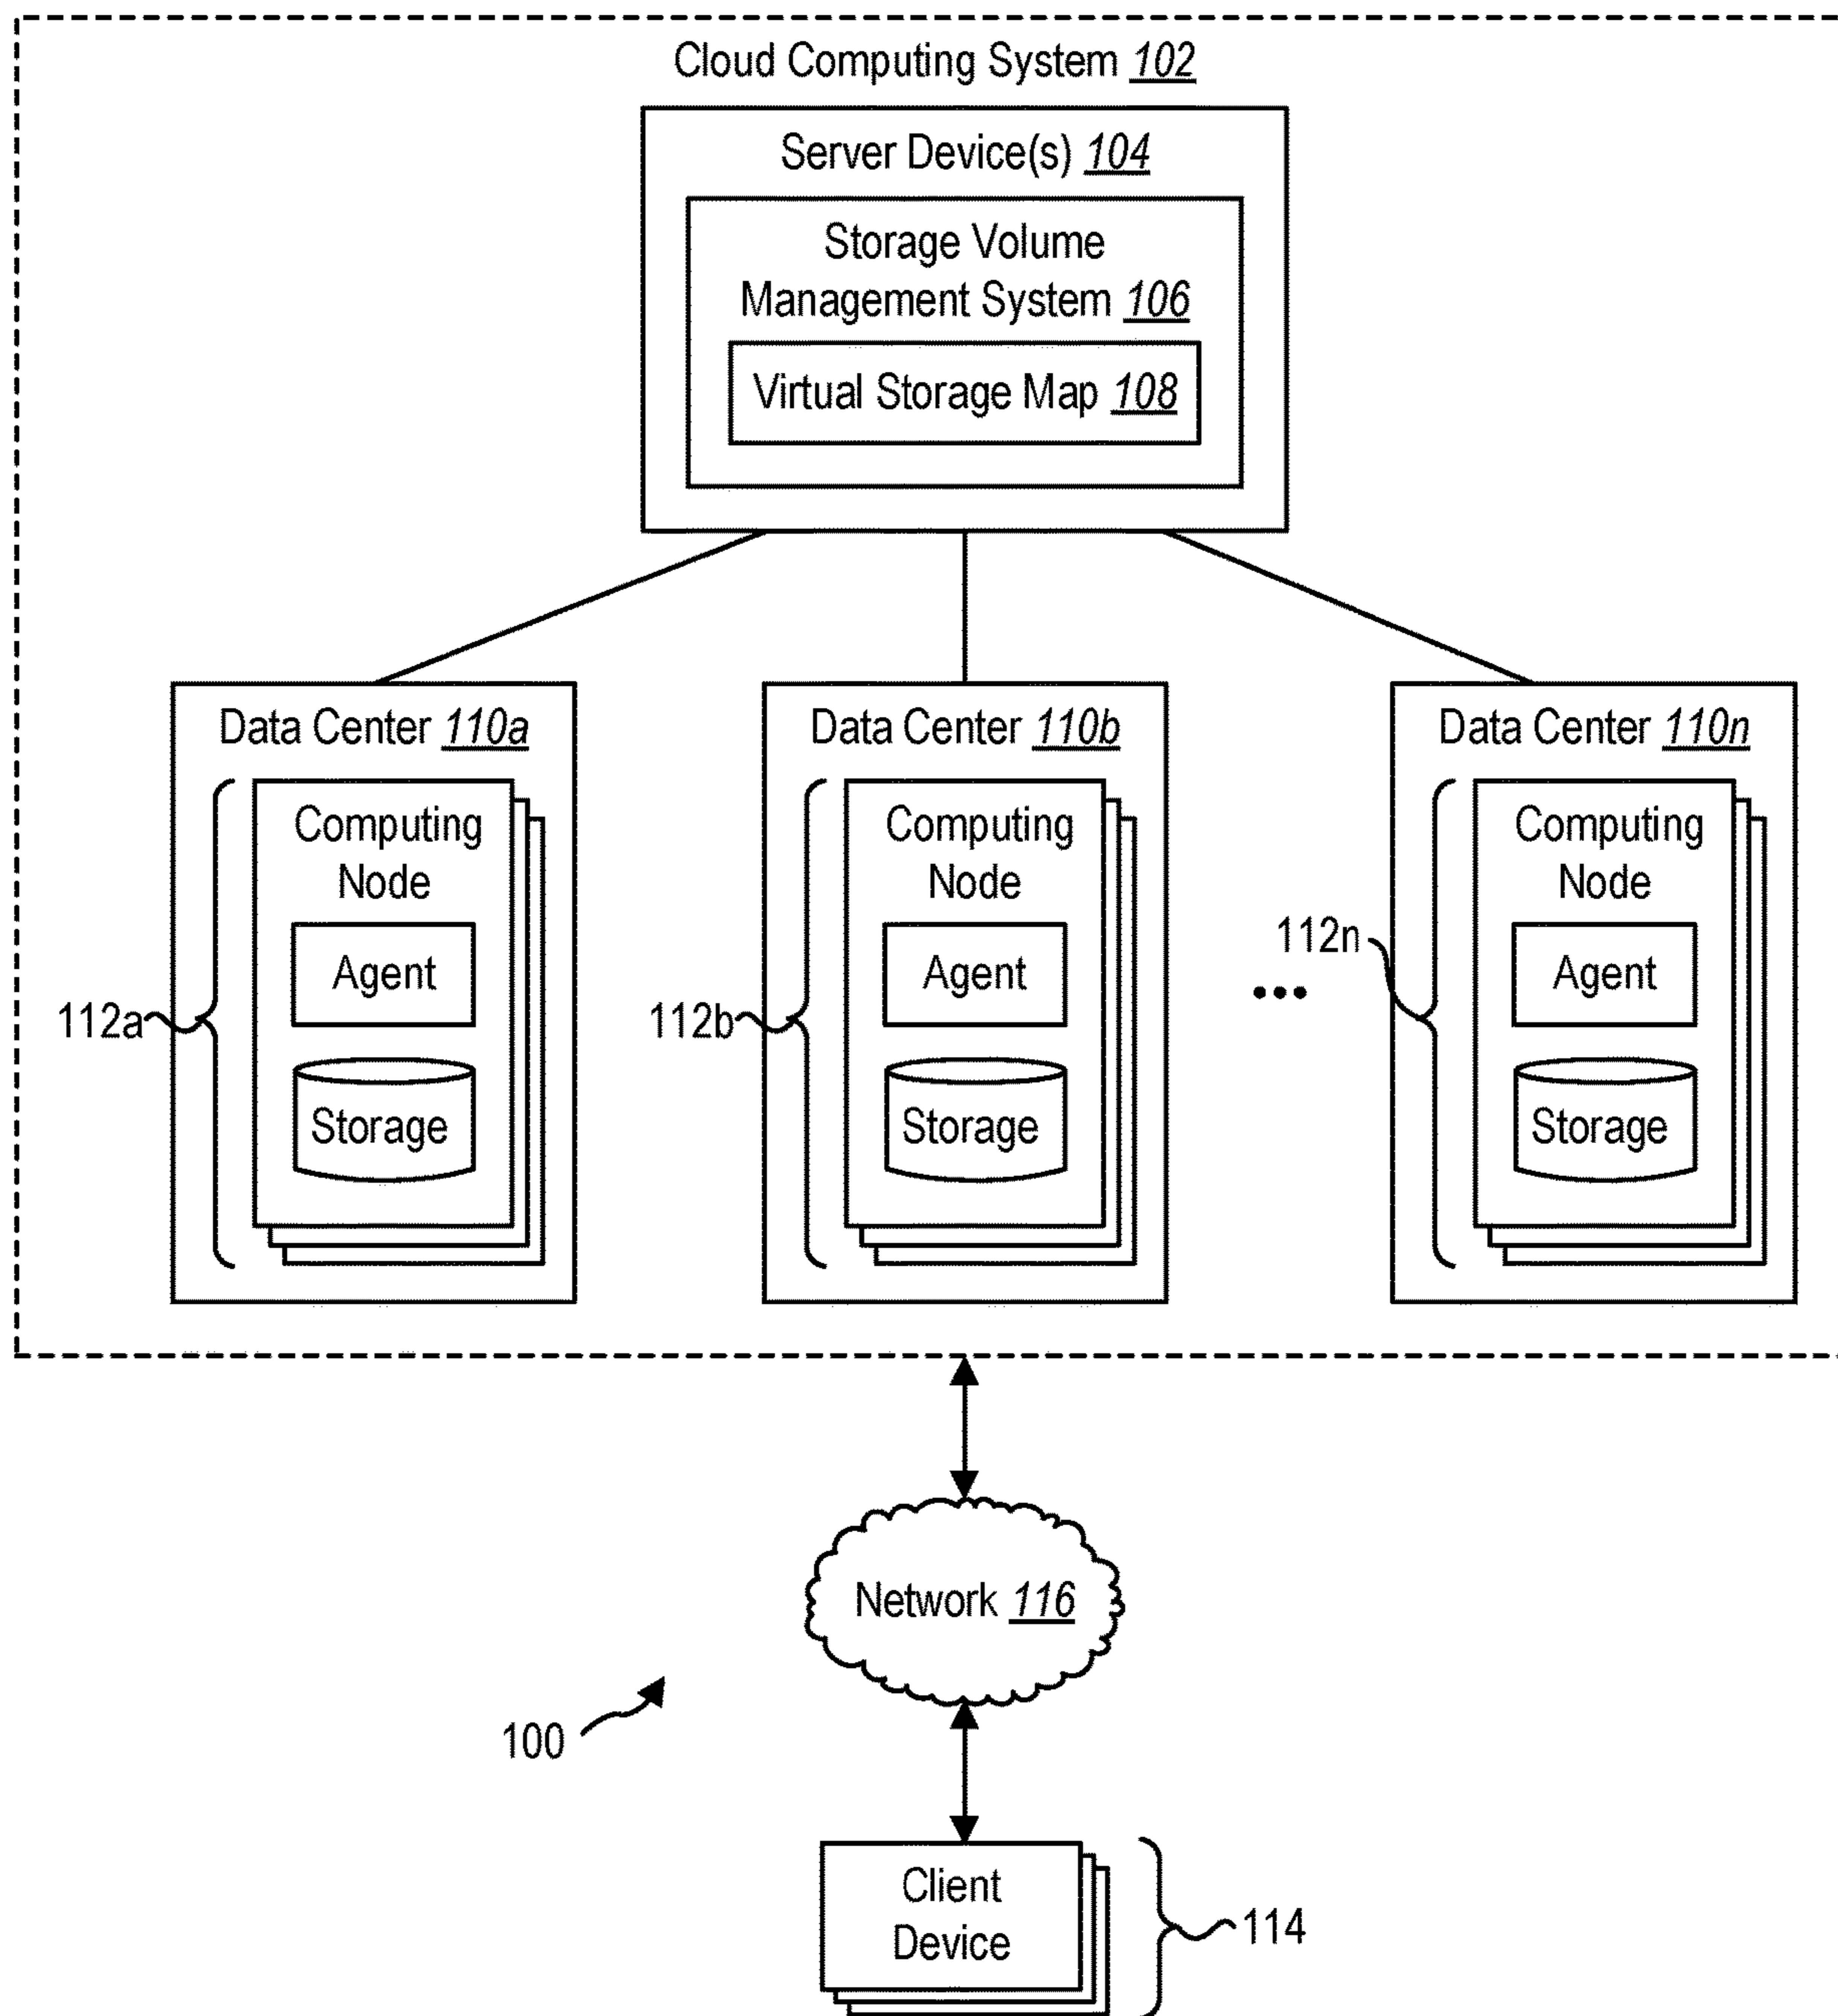 Cloud Computing System 102
Server Device(s) 104
Storage Volume
Management System 106
Virtual Storage Map 108
Data Center 110a
Computing
Node
Agent
Storage
112a
Data Center 110b
Computing
Node
Agent
Storage
112b
...
Data Center 110n
Computing
Node
Agent
Storage
112n
Network 116
100
Client
Device
114